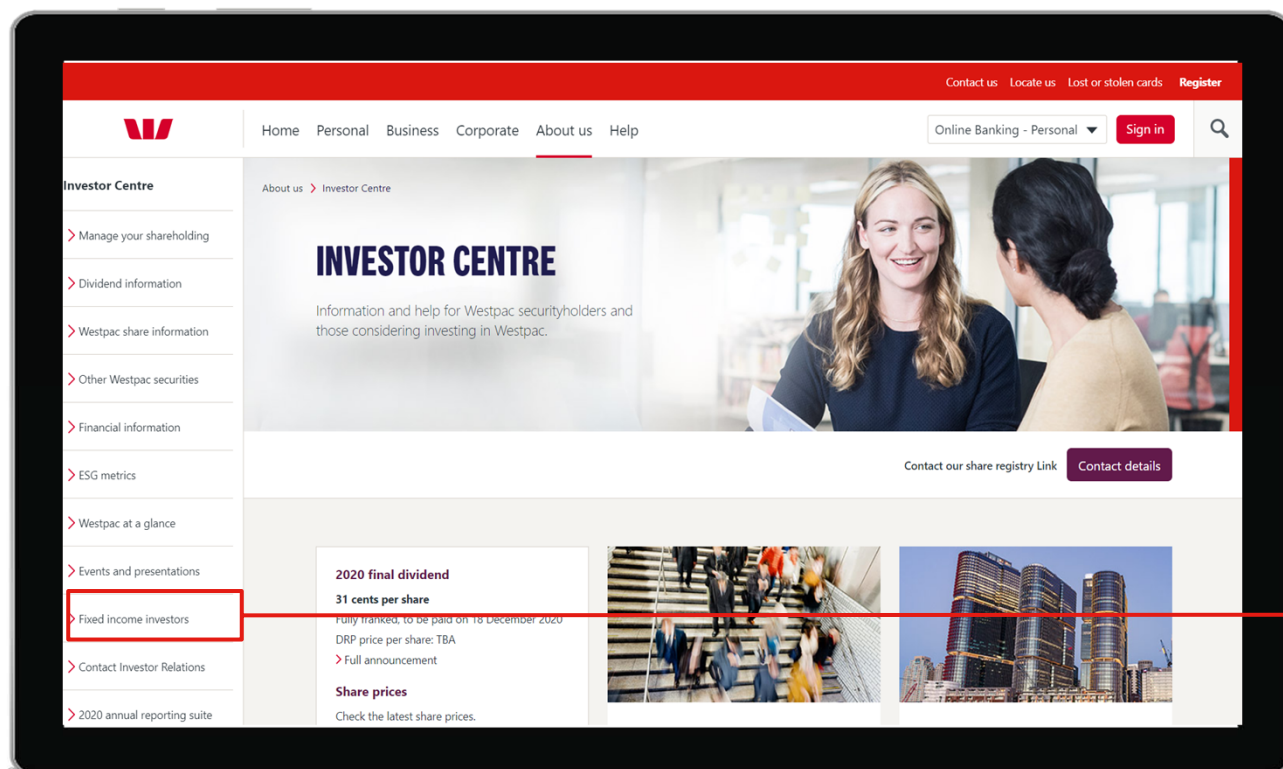 Contact us Locate us Lost or stolen cards Register
Home Personal Business Corporate About us Help
Online Banking - Personal Sign in
Investor Centre
Manage your shareholding
Dividend information
Westpac share information
Other Westpac securities
Financial information
ESG metrics
Westpac at a glance
Events and presentations
Fixed income investors
Contact Investor Relations
2020 annual reporting suite
About us Investor Centre
INVESTOR CENTRE
Information and help for Westpac securityholders and
those considering investing in Westpac.
Contact our share registry Link Contact details
2020 final dividend
31 cents per share
Fully franked, to be paid on 18 December 2020
DRP price per share: TBA
Full announcement
Share prices
Check the latest share prices.